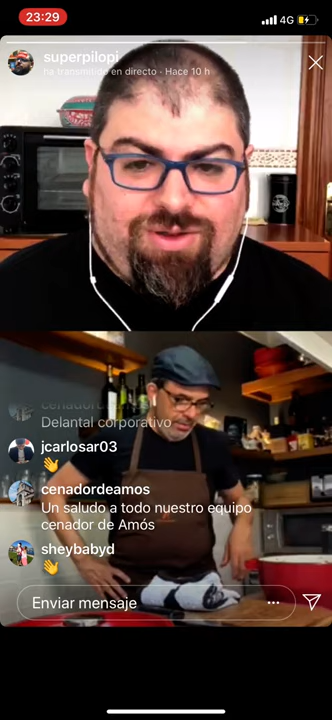 23:29
4G
superpilopi
ha transmitido en directo · Hace 10 h
Delantal corporativo
jcarlosar03
👋
cenadordeamos
Un saludo a todo nuestro equipo
cenador de Amós
sheybabyd
👋
Enviar mensaje